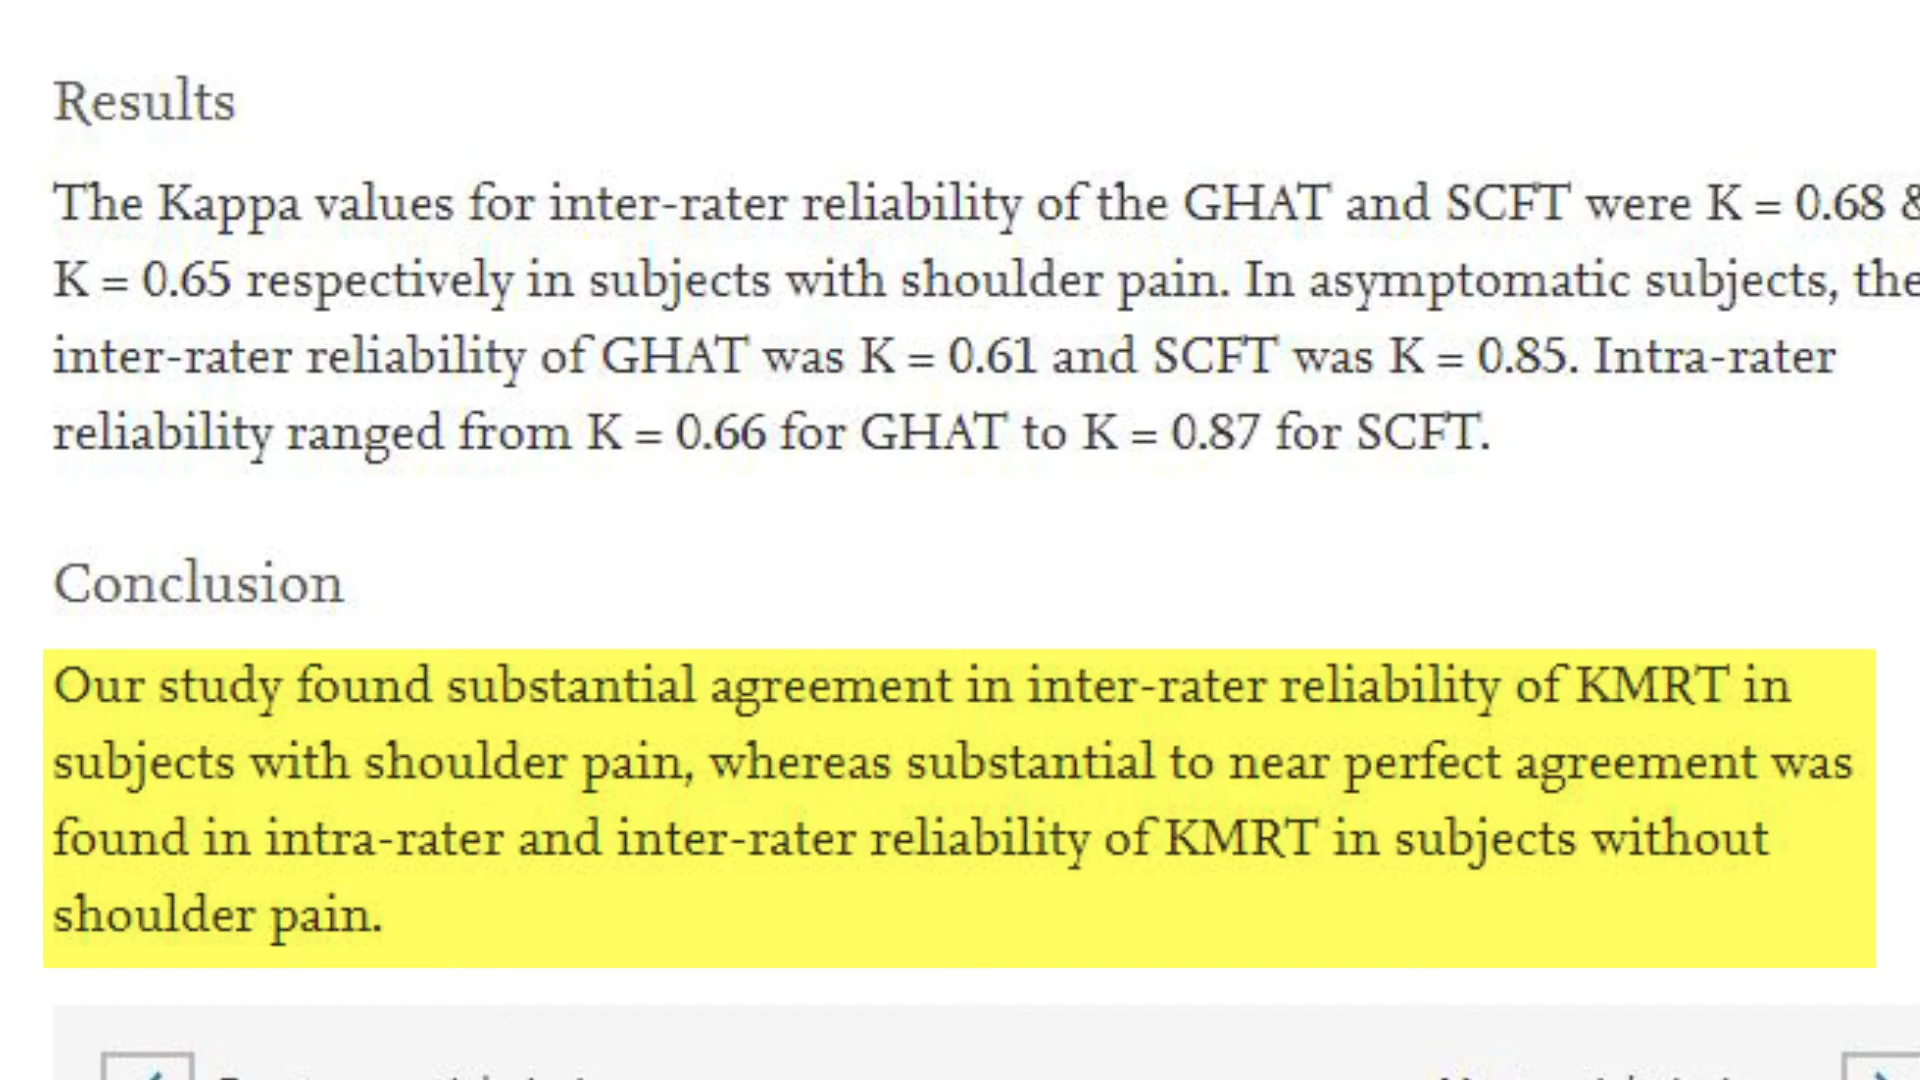 Results
The Kappa values for inter-rater reliability of the GHAT and SCFT were K = 0.68 &
K = 0.65 respectively in subjects with shoulder pain. In asymptomatic subjects, the
inter-rater reliability of GHAT was K = 0.61 and SCFT was K = 0.85. Intra-rater
reliability ranged from K = 0.66 for GHAT to K = 0.87 for SCFT.
Conclusion
Our study found substantial agreement in inter-rater reliability of KMRT in
subjects with shoulder pain, whereas substantial to near perfect agreement was
found in intra-rater and inter-rater reliability of KMRT in subjects without
shoulder pain.